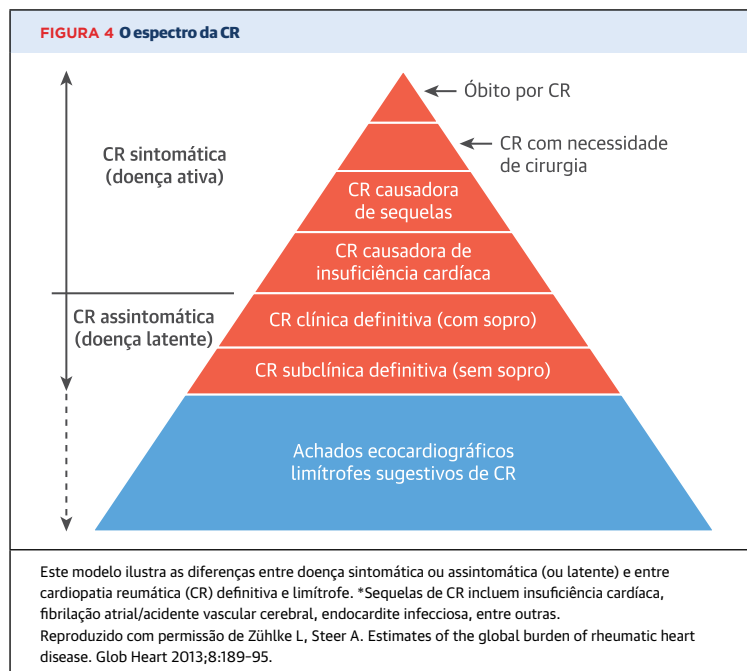 FIGURA 4 O espectro da CR
Óbito por CR
CR com necessidade
de cirurgia
CR sintomática
(doença ativa)
CR causadora
de sequelas
CR causadora de
insuficiência cardíaca
CR assintomática
(doença latente)
CR clínica definitiva (com sopro)
CR subclínica definitiva (sem sopro)
Achados ecocardiográficos
limítrofes sugestivos de CR
Este modelo ilustra as diferenças entre doença sintomática ou assintomática (ou latente) e entre
cardiopatia reumática (CR) definitiva e limítrofe. *Sequelas de CR incluem insuficiência cardíaca,
fibrilação atrial/acidente vascular cerebral, endocardite infecciosa, entre outras.
Reproduzido com permissão de Zühlke L, Steer A. Estimates of the global burden of rheumatic heart
disease. Glob Heart 2013;8:189-95.